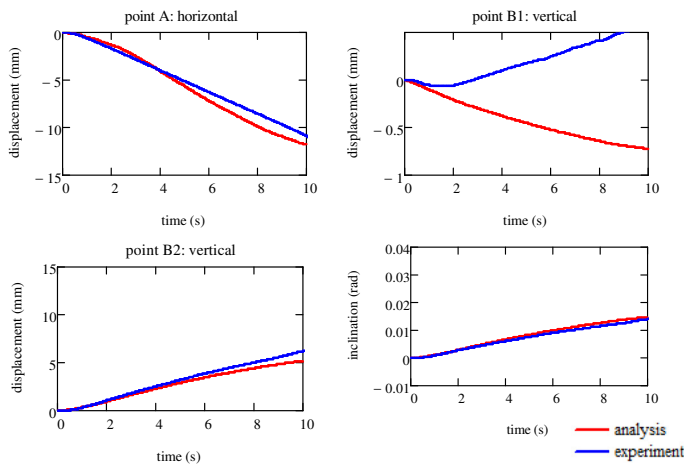 point A: horizontal
0
− 5
− 10
− 15
displacement (mm)
0 2 4 6 8 10
time (s)
point B1: vertical
0
− 0.5
− 1
displacement (mm)
0 2 4 6 8 10
time (s)
point B2: vertical
15
10
5
0
displacement (mm)
0 2 4 6 8 10
time (s)
0.04
0.04
0.02
0.01
0
− 0.01
inclination (rad)
0 2 4 6 8 10
time (s)
analysis
experiment